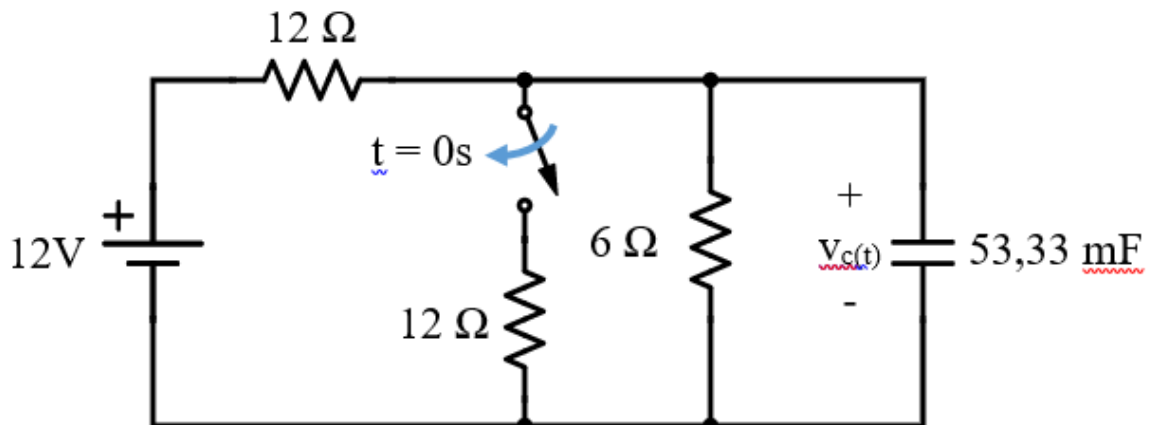 12 Ω
t = 0s
+
12V
6 Ω
+
vc(t)
-
53,33 mF
12 Ω